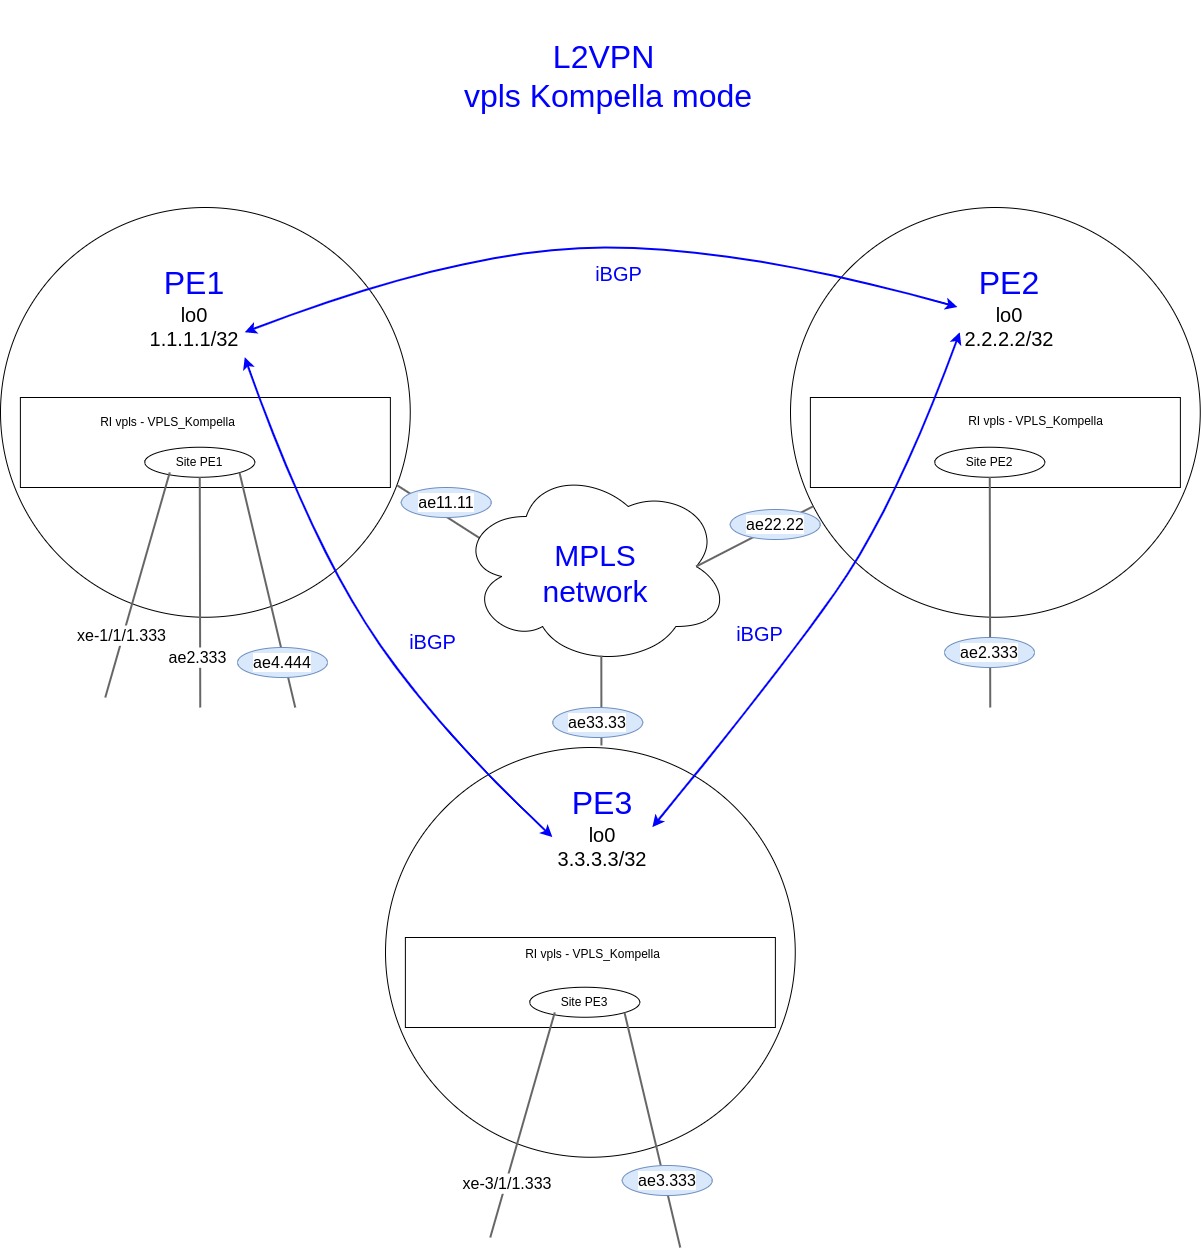 L2VPN
vpls Kompella mode
iBGP
PE1
lo0
1.1.1.1/32
PE2
lo0
2.2.2.2/32
RI vpls - VPLS_Kompella
Site PE1
RI vpls - VPLS_Kompella
Site PE2
ae11.11
ae22.22
MPLS
network
xe-1/1/1.333
ae2.333
ae4.444
iBGP
iBGP
ae2.333
ae33.33
PE3
lo0
3.3.3.3/32
RI vpls - VPLS_Kompella
Site PE3
xe-3/1/1.333
ae3.333